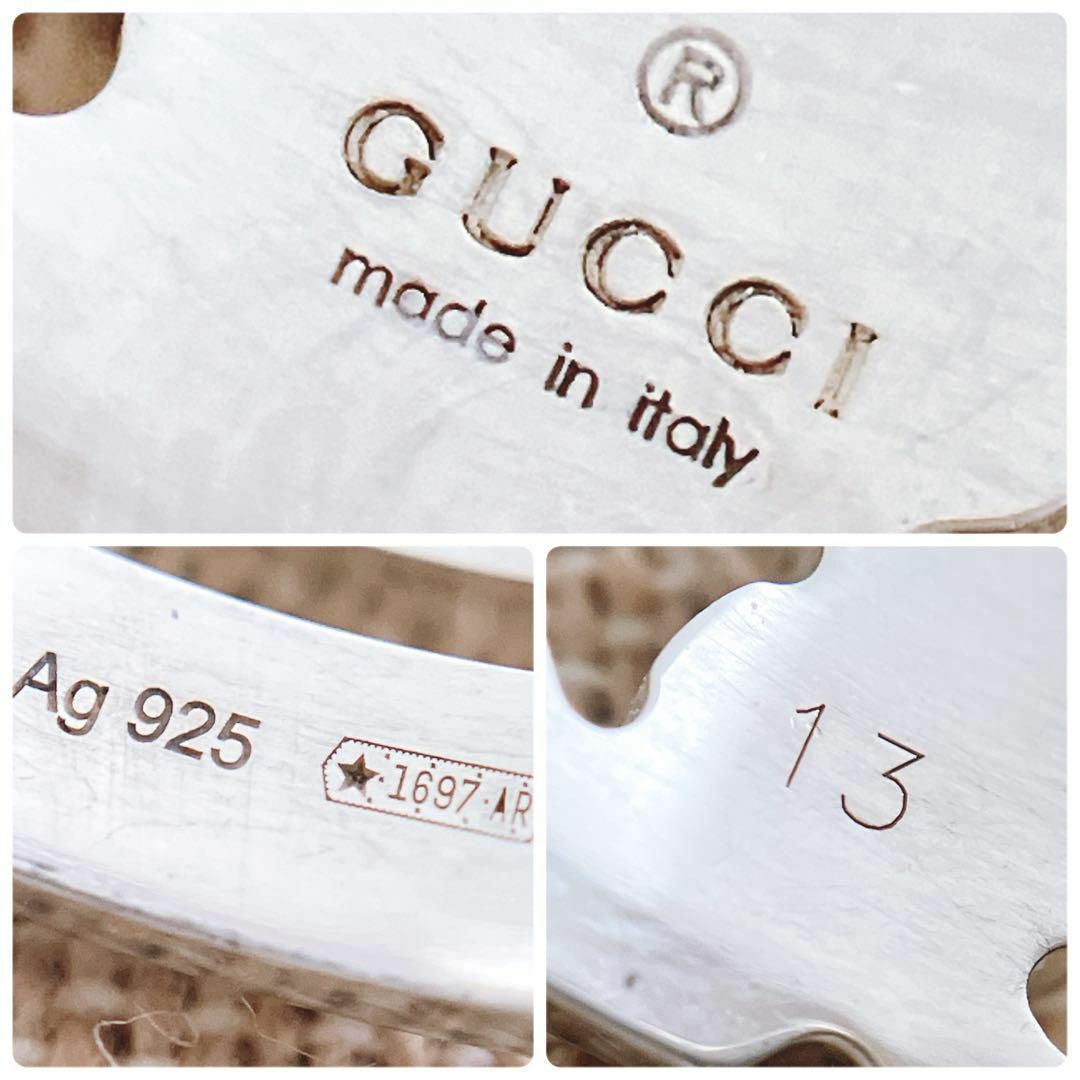 ®
GUCCI
made in italy
Ag 925
★1697·AR
13